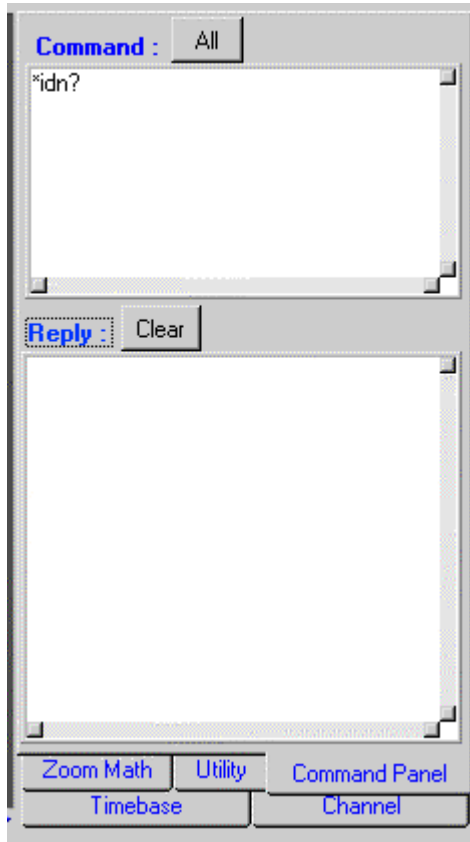 Command : All
*idn?
Reply : Clear
Zoom Math Utility Command Panel
Timebase Channel